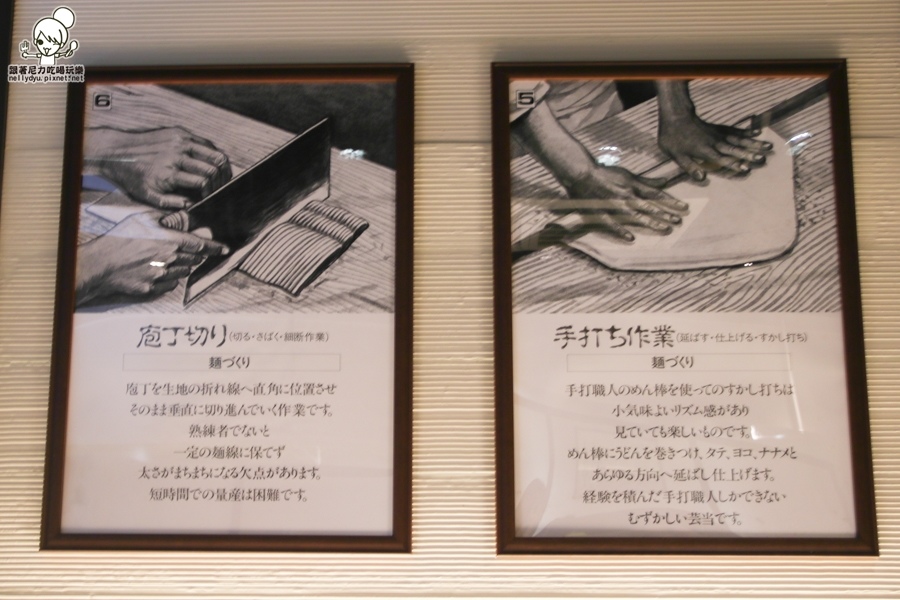 跟著尼力吃喝玩樂
nellydyu.pixnet.net
6
庖丁切り(切る・さばく・細断作業)
麺づくり
庖丁を生地の折れ線へ直角に位置させ
そのまま垂直に切り進んでいく作業です。
熟練者でないと
一定の麺線に保てず
太さがまちまちになる欠点があります。
短時間での量産は困難です。
5
手打ち作業(延ばす・仕上げる・すかし打ち)
麺づくり
手打職人のめん棒を使ってのすかし打ちは
小気味よいリズム感があり
見ていても楽しいものです。
めん棒にうどんを巻きつけ、タテ、ヨコ、ナナメと
あらゆる方向へ延ばし仕上げます。
経験を積んだ手打職人しかできない
むずかしい芸当です。